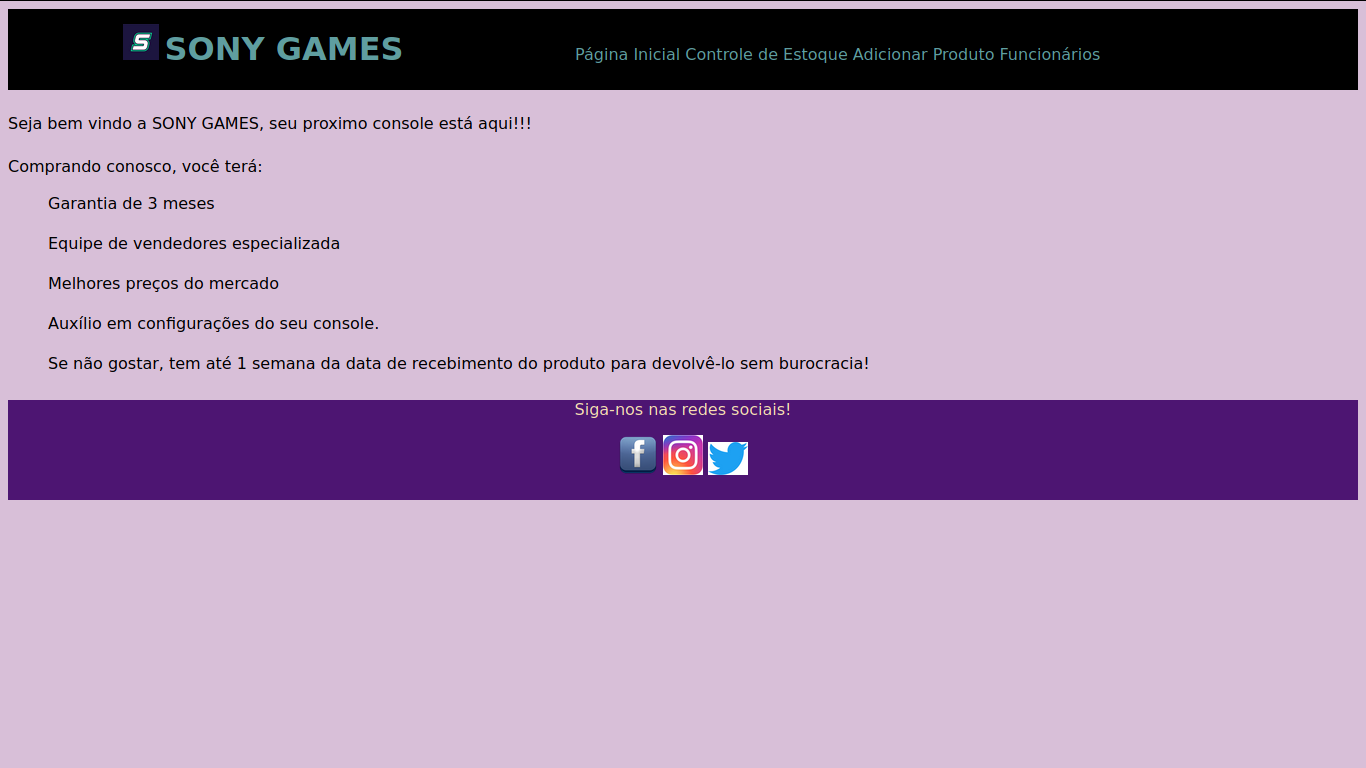 S SONY GAMES
Página Inicial Controle de Estoque Adicionar Produto Funcionários
Seja bem vindo a SONY GAMES, seu proximo console está aqui!!!
Comprando conosco, você terá:
Garantia de 3 meses
Equipe de vendedores especializada
Melhores preços do mercado
Auxílio em configurações do seu console.
Se não gostar, tem até 1 semana da data de recebimento do produto para devolvê-lo sem burocracia!
Siga-nos nas redes sociais!
f